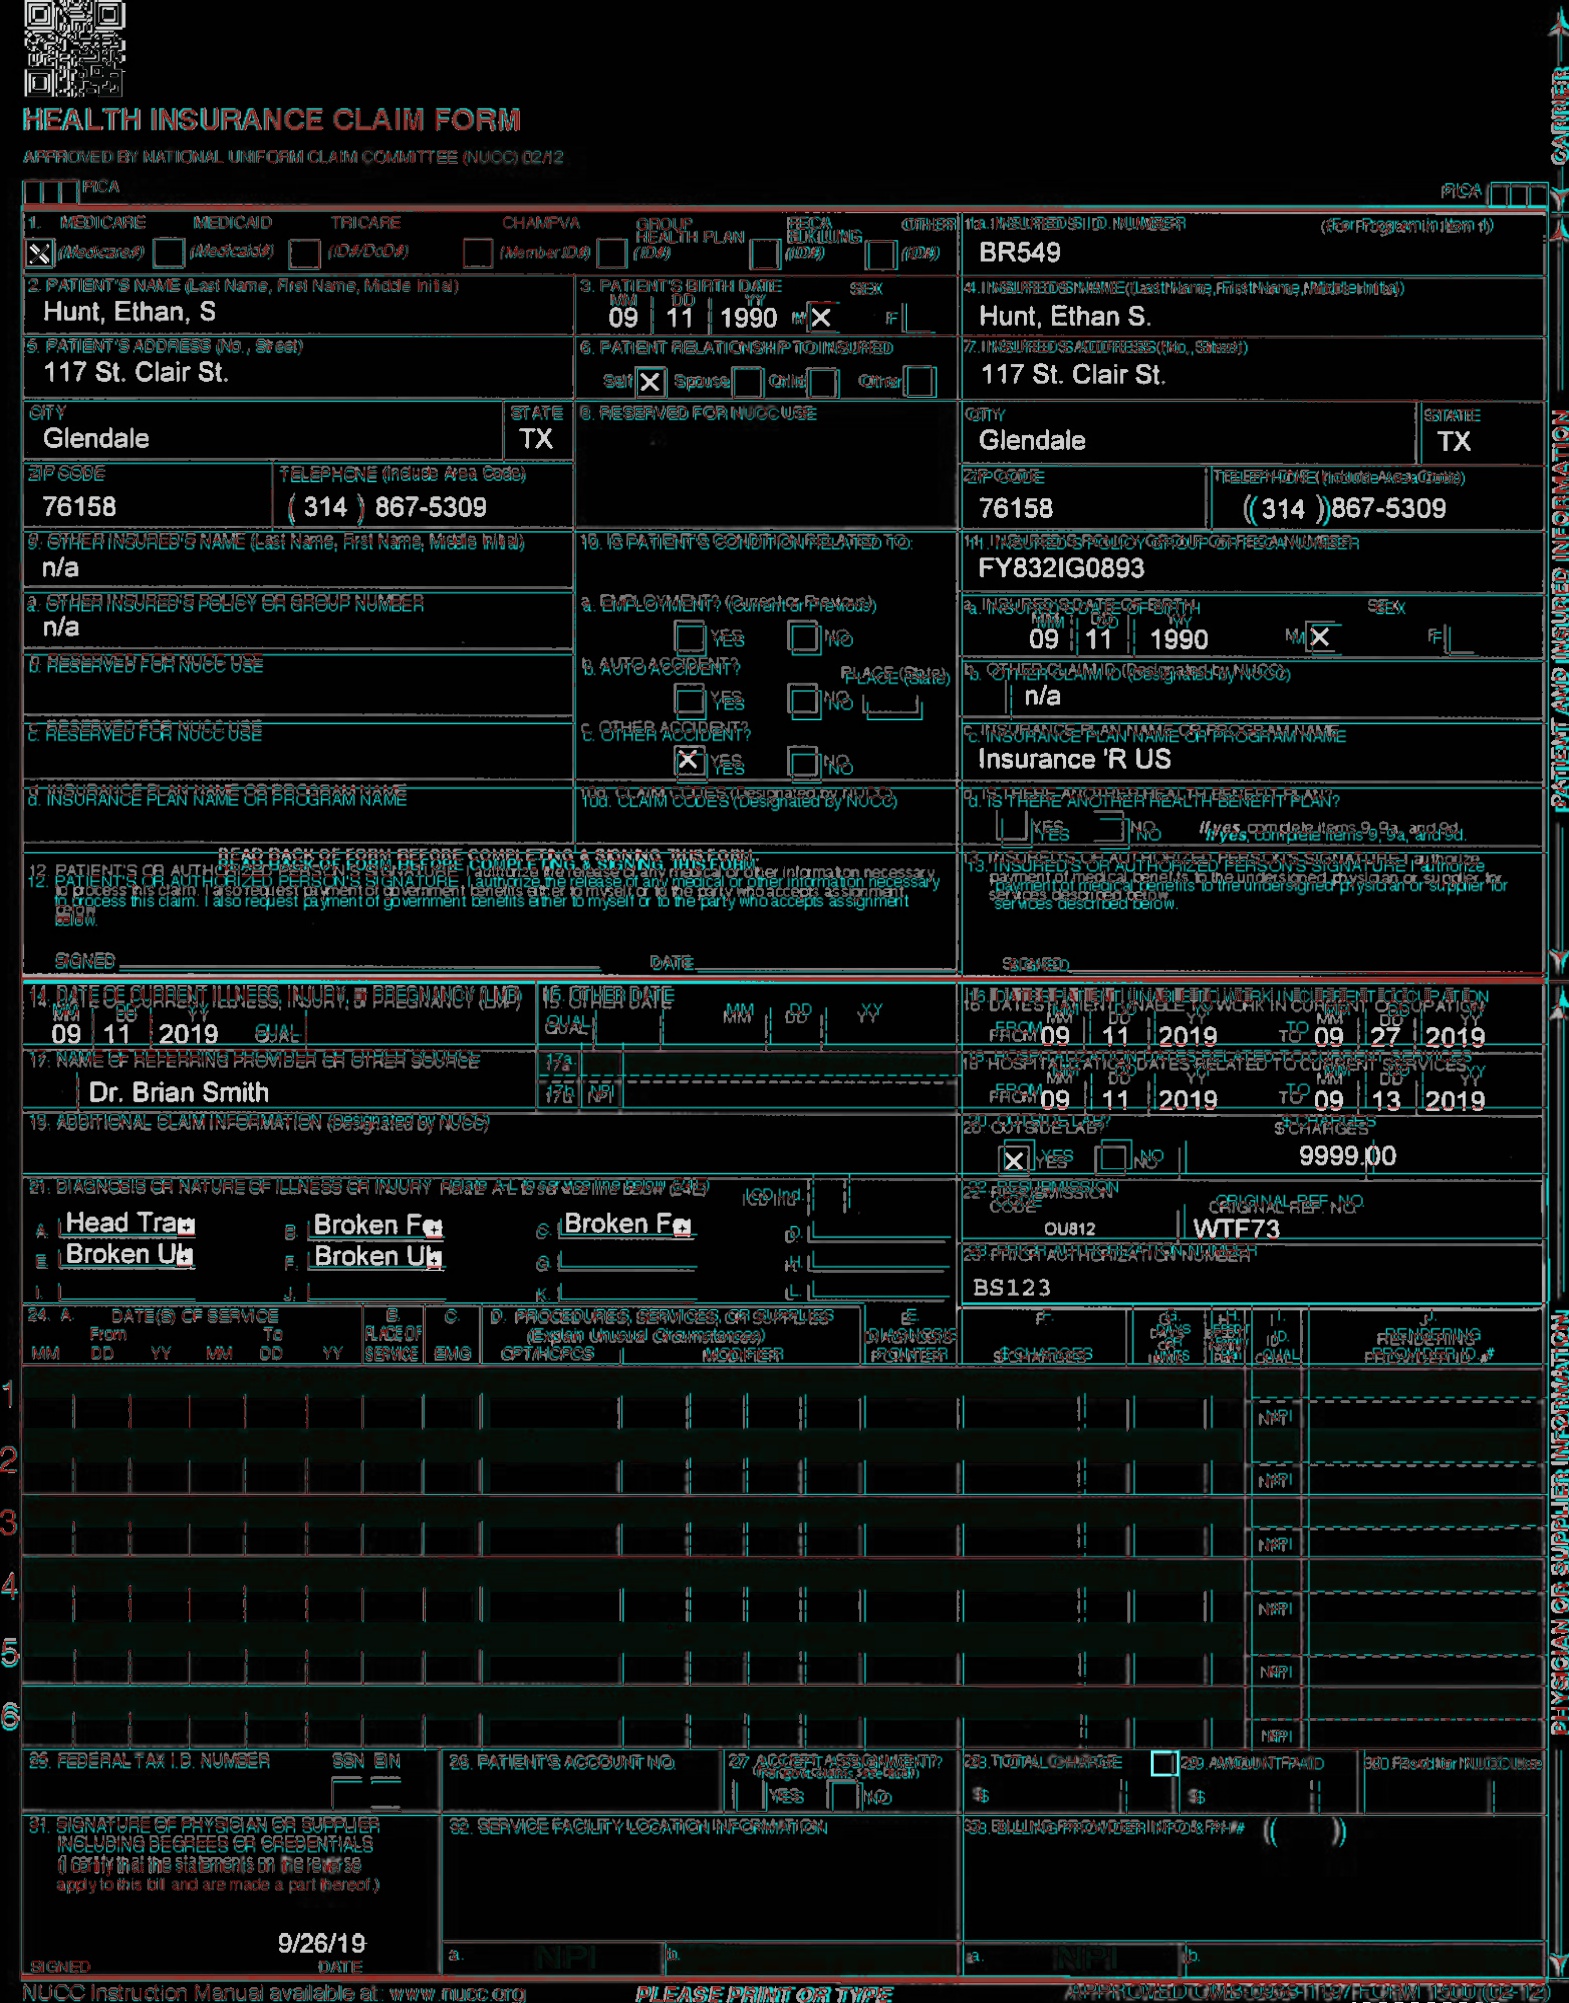 HEALTH INSURANCE CLAIM FORM
APPROVED BY NATIONAL UNIFORM CLAIM COMMITTEE (NUCC) 02/12
PICA
PICA
CARRIER
1. MEDICARE MEDICAID TRICARE CHAMPVA GROUP HEALTH PLAN FECA BLK LUNG OTHER
(Medicare#) (Medicaid#) (ID#/DoD#) (Member ID#) (ID#) (ID#) (ID#)
1a. INSURED'S I.D. NUMBER (For Program in Item 1)
BR549
2. PATIENT'S NAME (Last Name, First Name, Middle Initial)
Hunt, Ethan, S
3. PATIENT'S BIRTH DATE SEX
MM DD YY
09 11 1990 M X F
4. INSURED'S NAME (Last Name, First Name, Middle Initial)
Hunt, Ethan S.
5. PATIENT'S ADDRESS (No., Street)
117 St. Clair St.
6. PATIENT RELATIONSHIP TO INSURED
Self X Spouse Child Other
7. INSURED'S ADDRESS (No., Street)
117 St. Clair St.
CITY STATE
Glendale TX
8. RESERVED FOR NUCC USE
CITY STATE
Glendale TX
ZIP CODE TELEPHONE (Include Area Code)
76158 ( 314 ) 867-5309
ZIP CODE TELEPHONE (Include Area Code)
76158 ( 314 ) 867-5309
9. OTHER INSURED'S NAME (Last Name, First Name, Middle Initial)
n/a
10. IS PATIENT'S CONDITION RELATED TO:
11. INSURED'S POLICY GROUP OR FECA NUMBER
FY832IG0893
a. OTHER INSURED'S POLICY OR GROUP NUMBER
n/a
a. EMPLOYMENT? (Current or Previous)
YES NO
a. INSURED'S DATE OF BIRTH SEX
MM DD YY
09 11 1990 M X F
b. RESERVED FOR NUCC USE
b. AUTO ACCIDENT? PLACE (State)
YES NO
b. OTHER CLAIM ID (Designated by NUCC)
n/a
c. RESERVED FOR NUCC USE
c. OTHER ACCIDENT?
X YES NO
c. INSURANCE PLAN NAME OR PROGRAM NAME
Insurance 'R US
d. INSURANCE PLAN NAME OR PROGRAM NAME
10d. CLAIM CODES (Designated by NUCC)
d. IS THERE ANOTHER HEALTH BENEFIT PLAN?
YES NO If yes, complete items 9, 9a, and 9d.
PATIENT AND INSURED INFORMATION
READ BACK OF FORM BEFORE COMPLETING & SIGNING THIS FORM.
12. PATIENT'S OR AUTHORIZED PERSON'S SIGNATURE I authorize the release of any medical or other information necessary
to process this claim. I also request payment of government benefits either to myself or to the party who accepts assignment
below.
SIGNED DATE
13. INSURED'S OR AUTHORIZED PERSON'S SIGNATURE I authorize
payment of medical benefits to the undersigned physician or supplier for
services described below.
SIGNED
14. DATE OF CURRENT ILLNESS, INJURY, or PREGNANCY (LMP)
MM DD YY
09 11 2019 QUAL.
15. OTHER DATE
QUAL. MM DD YY
16. DATES PATIENT UNABLE TO WORK IN CURRENT OCCUPATION
MM DD YY MM DD YY
FROM 09 11 2019 TO 09 27 2019
17. NAME OF REFERRING PROVIDER OR OTHER SOURCE
Dr. Brian Smith
17a.
17b. NPI
18. HOSPITALIZATION DATES RELATED TO CURRENT SERVICES
MM DD YY MM DD YY
FROM 09 11 2019 TO 09 13 2019
19. ADDITIONAL CLAIM INFORMATION (Designated by NUCC)
20. OUTSIDE LAB? $ CHARGES
X YES NO 9999.00
21. DIAGNOSIS OR NATURE OF ILLNESS OR INJURY Relate A-L to service line below (24E) ICD Ind.
A. Head Tra B. Broken Fe C. Broken Fe D.
E. Broken Ul F. Broken Ul G. H.
I. J. K. L.
22. RESUBMISSION CODE ORIGINAL REF. NO.
OU812 WTF73
23. PRIOR AUTHORIZATION NUMBER
BS123
24. A. DATE(S) OF SERVICE B. C. D. PROCEDURES, SERVICES, OR SUPPLIES E. F. G. H. I. J.
From To PLACE OF (Explain Unusual Circumstances) DIAGNOSIS DAYS OR UNITS ID. RENDERING
MM DD YY MM DD YY SERVICE EMG CPT/HCPCS MODIFIER POINTER $ CHARGES QUAL. PROVIDER ID. #
1 NPI
2 NPI
3 NPI
4 NPI
5 NPI
6 NPI
PHYSICIAN OR SUPPLIER INFORMATION
25. FEDERAL TAX I.D. NUMBER SSN EIN
26. PATIENT'S ACCOUNT NO.
27. ACCEPT ASSIGNMENT?
YES NO
28. TOTAL CHARGE
$
29. AMOUNT PAID
$
30. Rsvd for NUCC Use
31. SIGNATURE OF PHYSICIAN OR SUPPLIER
INCLUDING DEGREES OR CREDENTIALS
(I certify that the statements on the reverse
apply to this bill and are made a part thereof.)
9/26/19
SIGNED DATE
32. SERVICE FACILITY LOCATION INFORMATION
a. NPI b.
33. BILLING PROVIDER INFO & PH # ( )
a. NPI b.
NUCC Instruction Manual available at: www.nucc.org
PLEASE PRINT OR TYPE
APPROVED OMB-0938-1197 FORM 1500 (02-12)